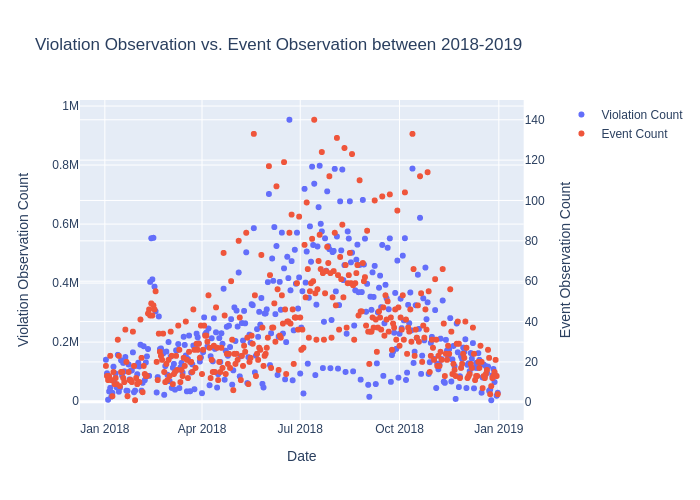 Violation Observation vs. Event Observation between 2018-2019
Violation Count
Event Count
1M
0.8M
0.6M
0.4M
0.2M
0
140
120
100
80
60
40
20
0
Violation Observation Count
Event Observation Count
Jan 2018
Apr 2018
Jul 2018
Oct 2018
Jan 2019
Date